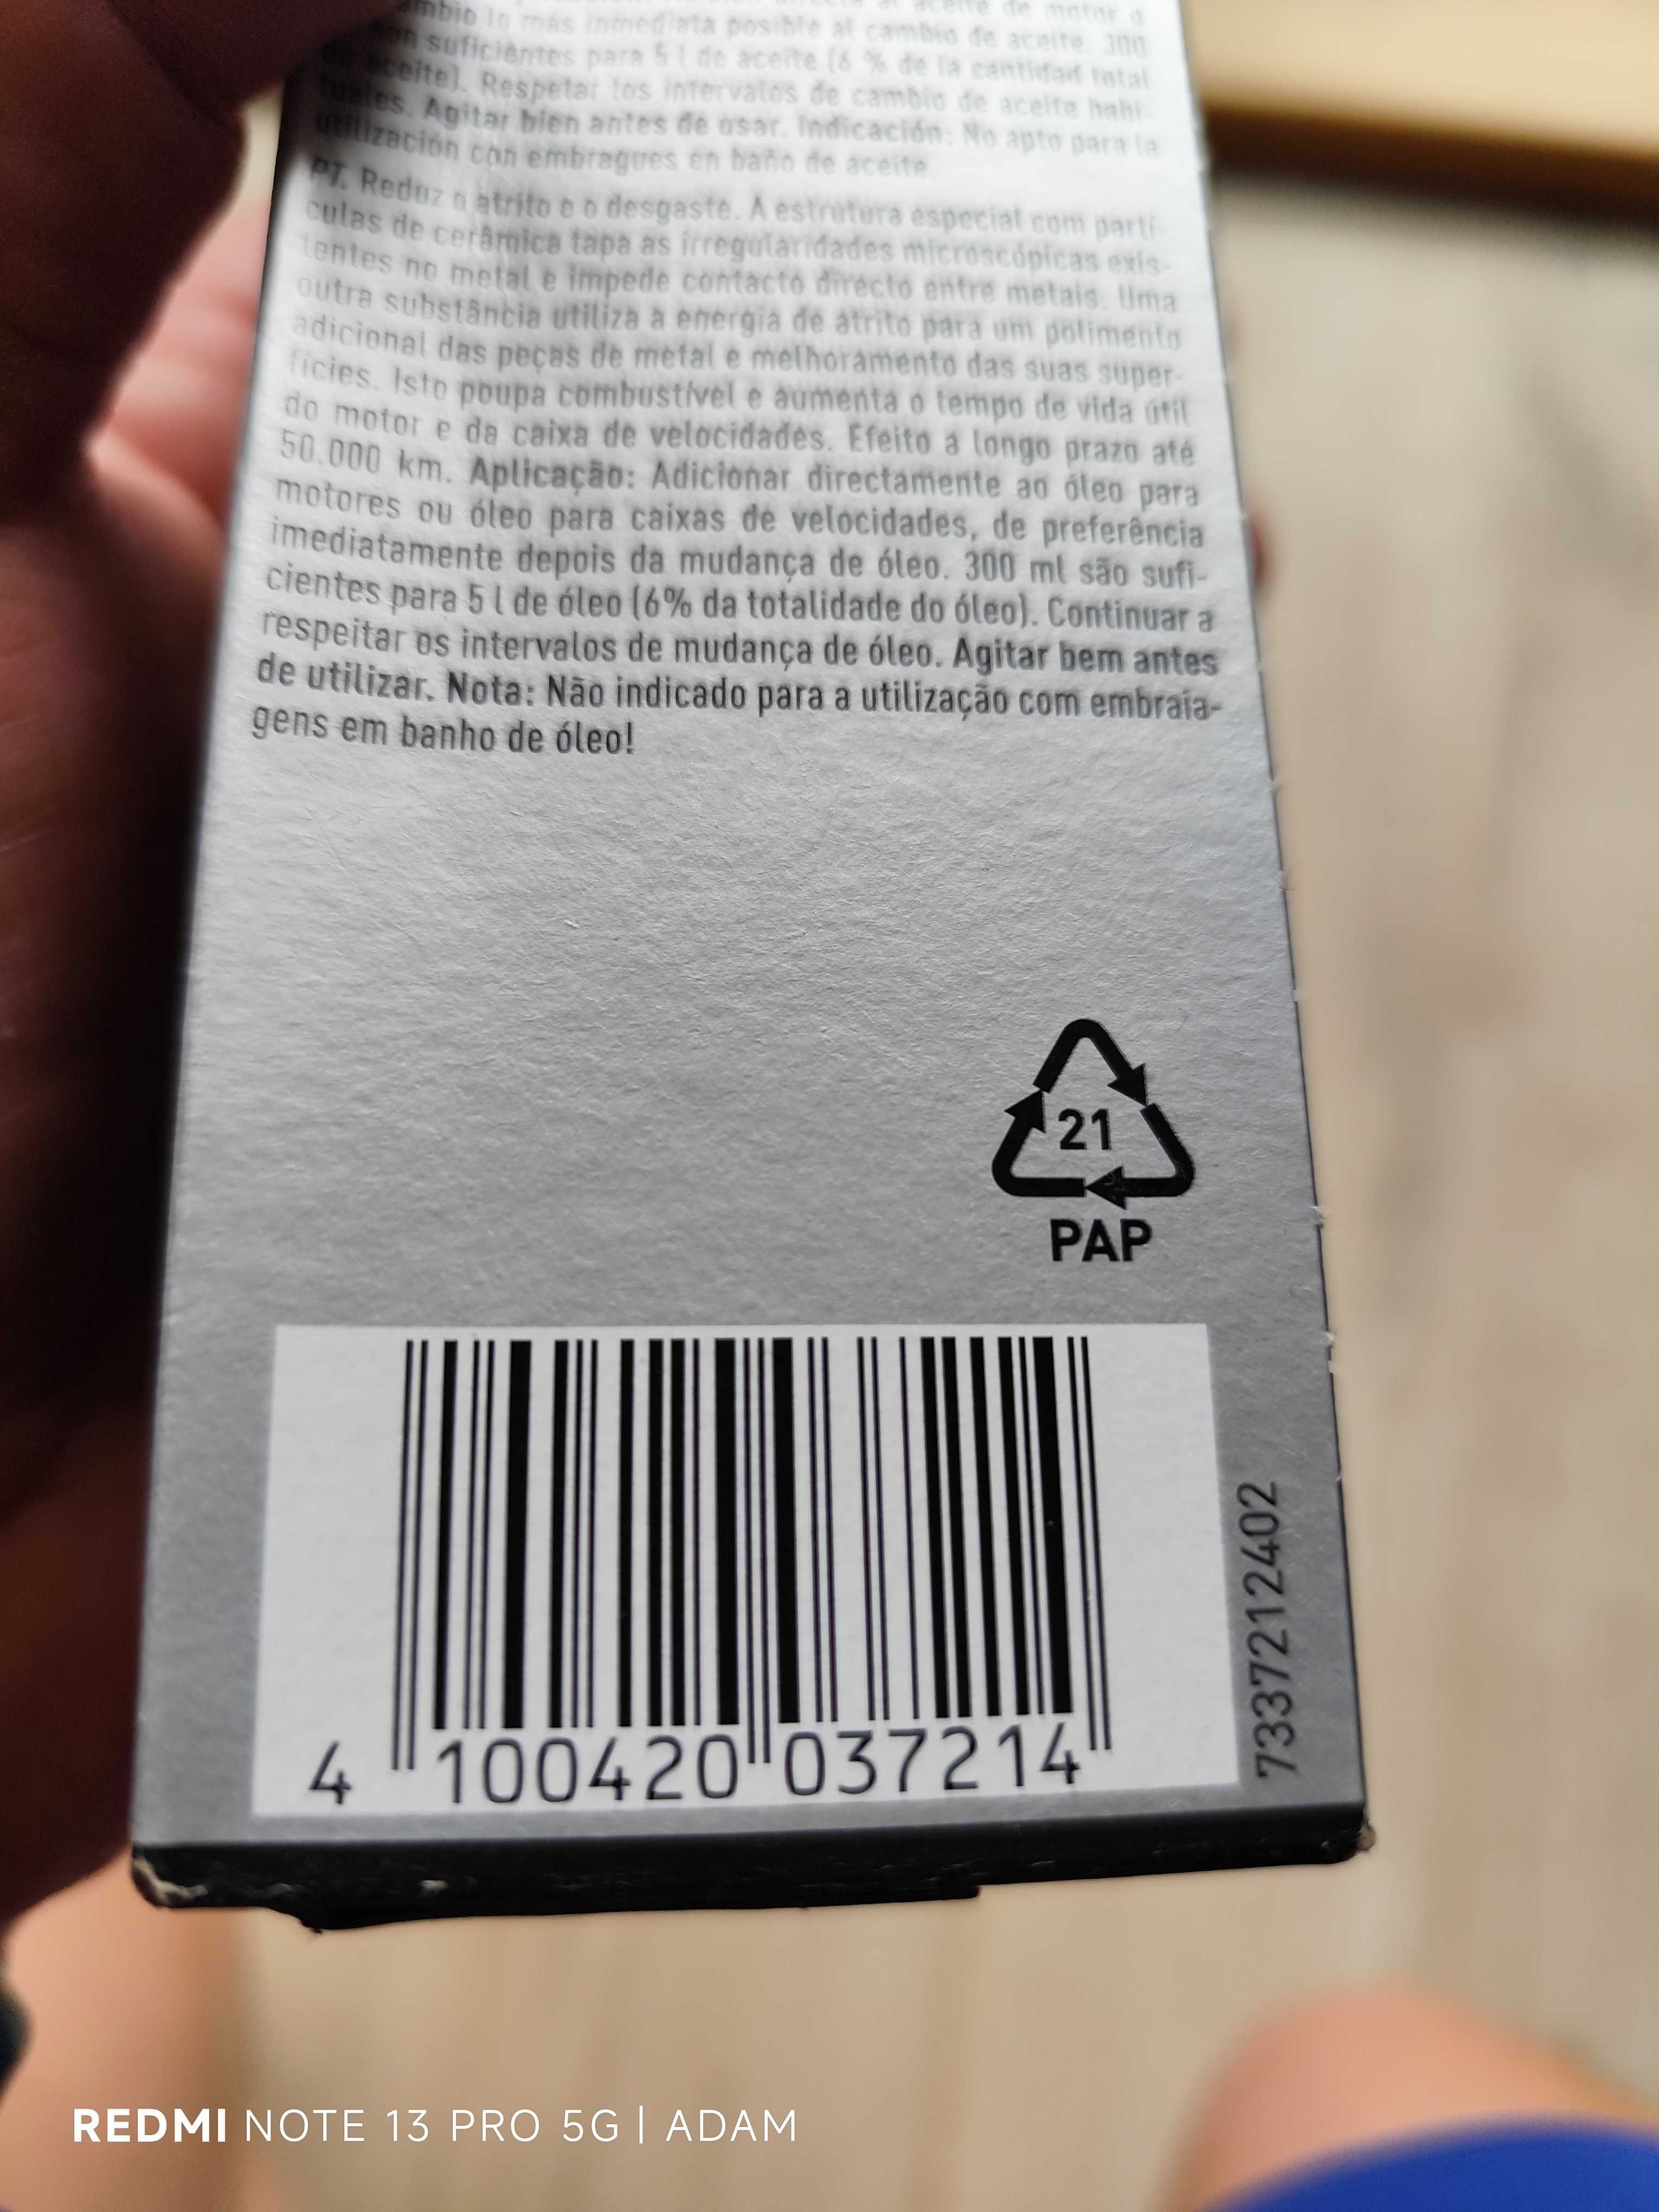 mbio lo más inmediata posible al cambio de aceite. 300
son suficientes para 5 l de aceite (6 % de la cantidad total
de aceite). Respetar los intervalos de cambio de aceite habi-
tuales. Agitar bien antes de usar. Indicación: No apto para la
utilización con embragues en baño de aceite.
PT. Reduz o atrito e o desgaste. A estrutura especial com partí-
culas de cerâmica tapa as irregularidades microscópicas exis-
tentes no metal e impede contacto directo entre metais. Uma
outra substância utiliza a energia de atrito para um polimento
adicional das peças de metal e melhoramento das suas super-
fícies. Isto poupa combustível e aumenta o tempo de vida útil
do motor e da caixa de velocidades. Efeito a longo prazo até
50.000 km. Aplicação: Adicionar directamente ao óleo para
motores ou óleo para caixas de velocidades, de preferência
imediatamente depois da mudança de óleo. 300 ml são sufi-
cientes para 5 l de óleo (6% da totalidade do óleo). Continuar a
respeitar os intervalos de mudança de óleo. Agitar bem antes
de utilizar. Nota: Não indicado para a utilização com embraia-
gens em banho de óleo!
21
PAP
4 100420 037214
7337212402
REDMI NOTE 13 PRO 5G | ADAM